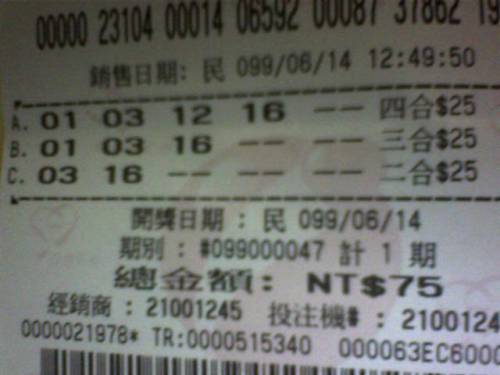 00000 23104 00014 06592 00087 37862
銷售日期: 民 099/06/14 12:49:50
A. 01 03 12 16 -- -- 四合$25
B. 01 03 16 -- -- -- 三合$25
C. 03 16 -- -- -- -- 二合$25
開獎日期 : 民 099/06/14
期別 : #099000047 計 1 期
總金額: NT$75
經銷商 : 21001245 投注機# : 2100124
0000021978* TR:0000515340 000063EC6000